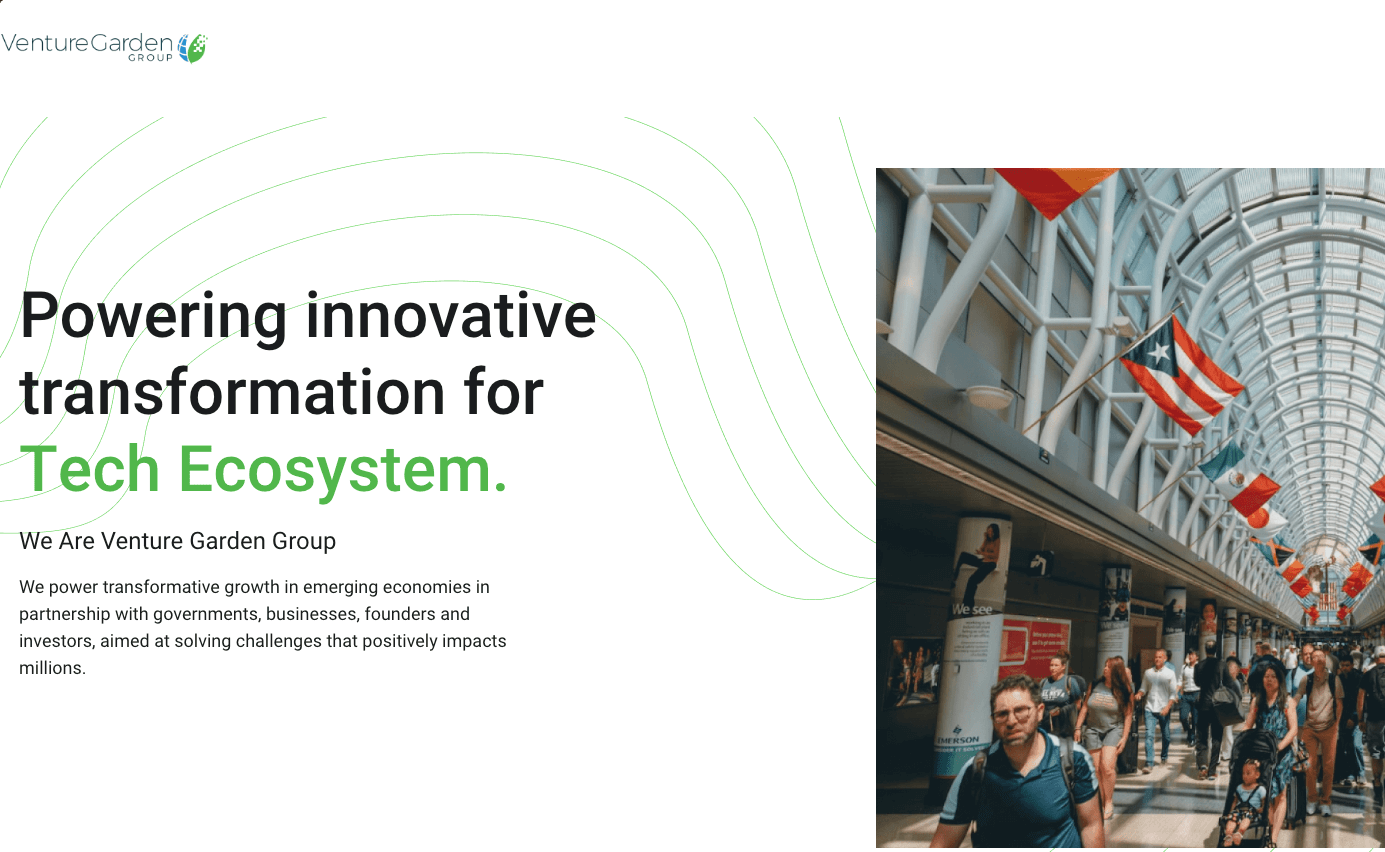 VentureGarden
GROUP
Powering innovative
transformation for
Tech Ecosystem.
We Are Venture Garden Group
We power transformative growth in emerging economies in
partnership with governments, businesses, founders and
investors, aimed at solving challenges that positively impacts
millions.
We see
EMERSON